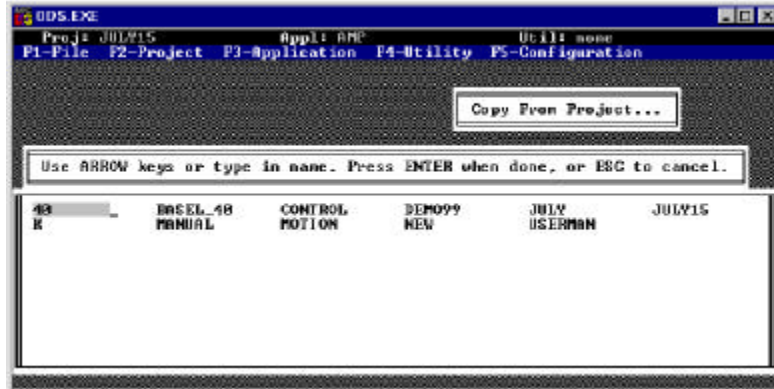 ODS.EXE
Proj: JULY15 Appl: AMP Util: none
F1-File F2-Project F3-Application F4-Utility F5-Configuration
Copy From Project...
Use ARROW keys or type in name. Press ENTER when done, or ESC to cancel.
40 _ BASEL_40 CONTROL DEMO99 JULY JULY15
K MANUAL MOTION NEW USERMAN